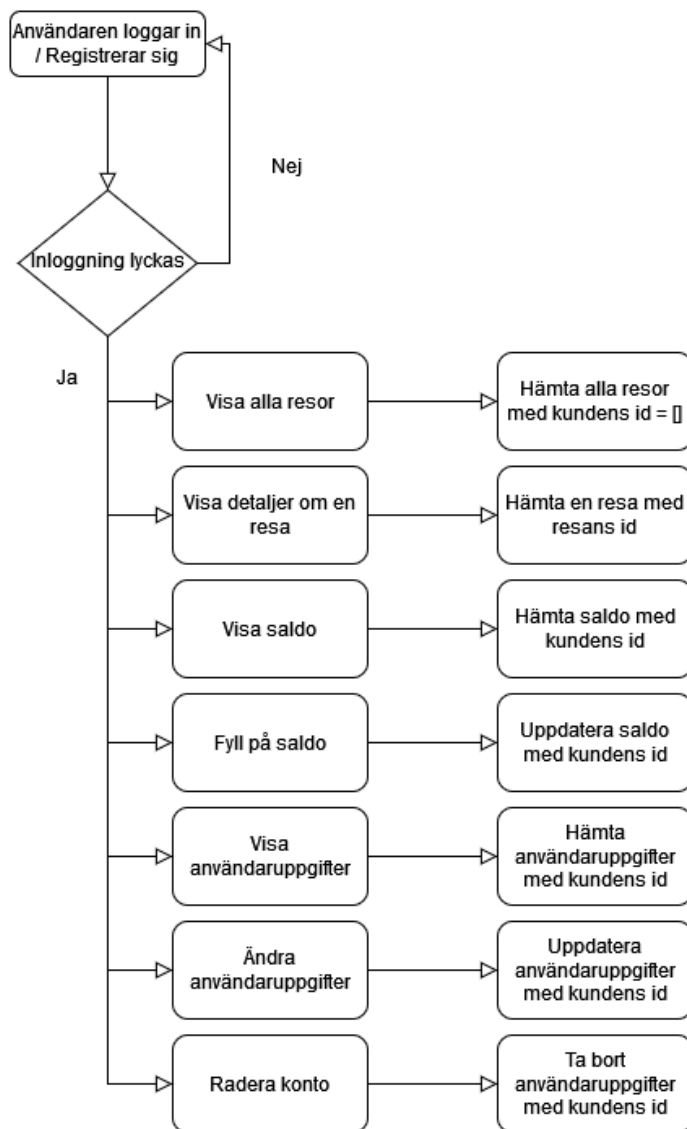 Användaren loggar in
/ Registrerar sig
Nej
Inloggning lyckas
Ja
Visa alla resor
Hämta alla resor
med kundens id = []
Visa detaljer om en
resa
Hämta en resa med
resans id
Visa saldo
Hämta saldo med
kundens id
Fyll på saldo
Uppdatera saldo
med kundens id
Visa
användaruppgifter
Hämta
användaruppgifter
med kundens id
Ändra
användaruppgifter
Uppdatera
användaruppgifter
med kundens id
Radera konto
Ta bort
användaruppgifter
med kundens id